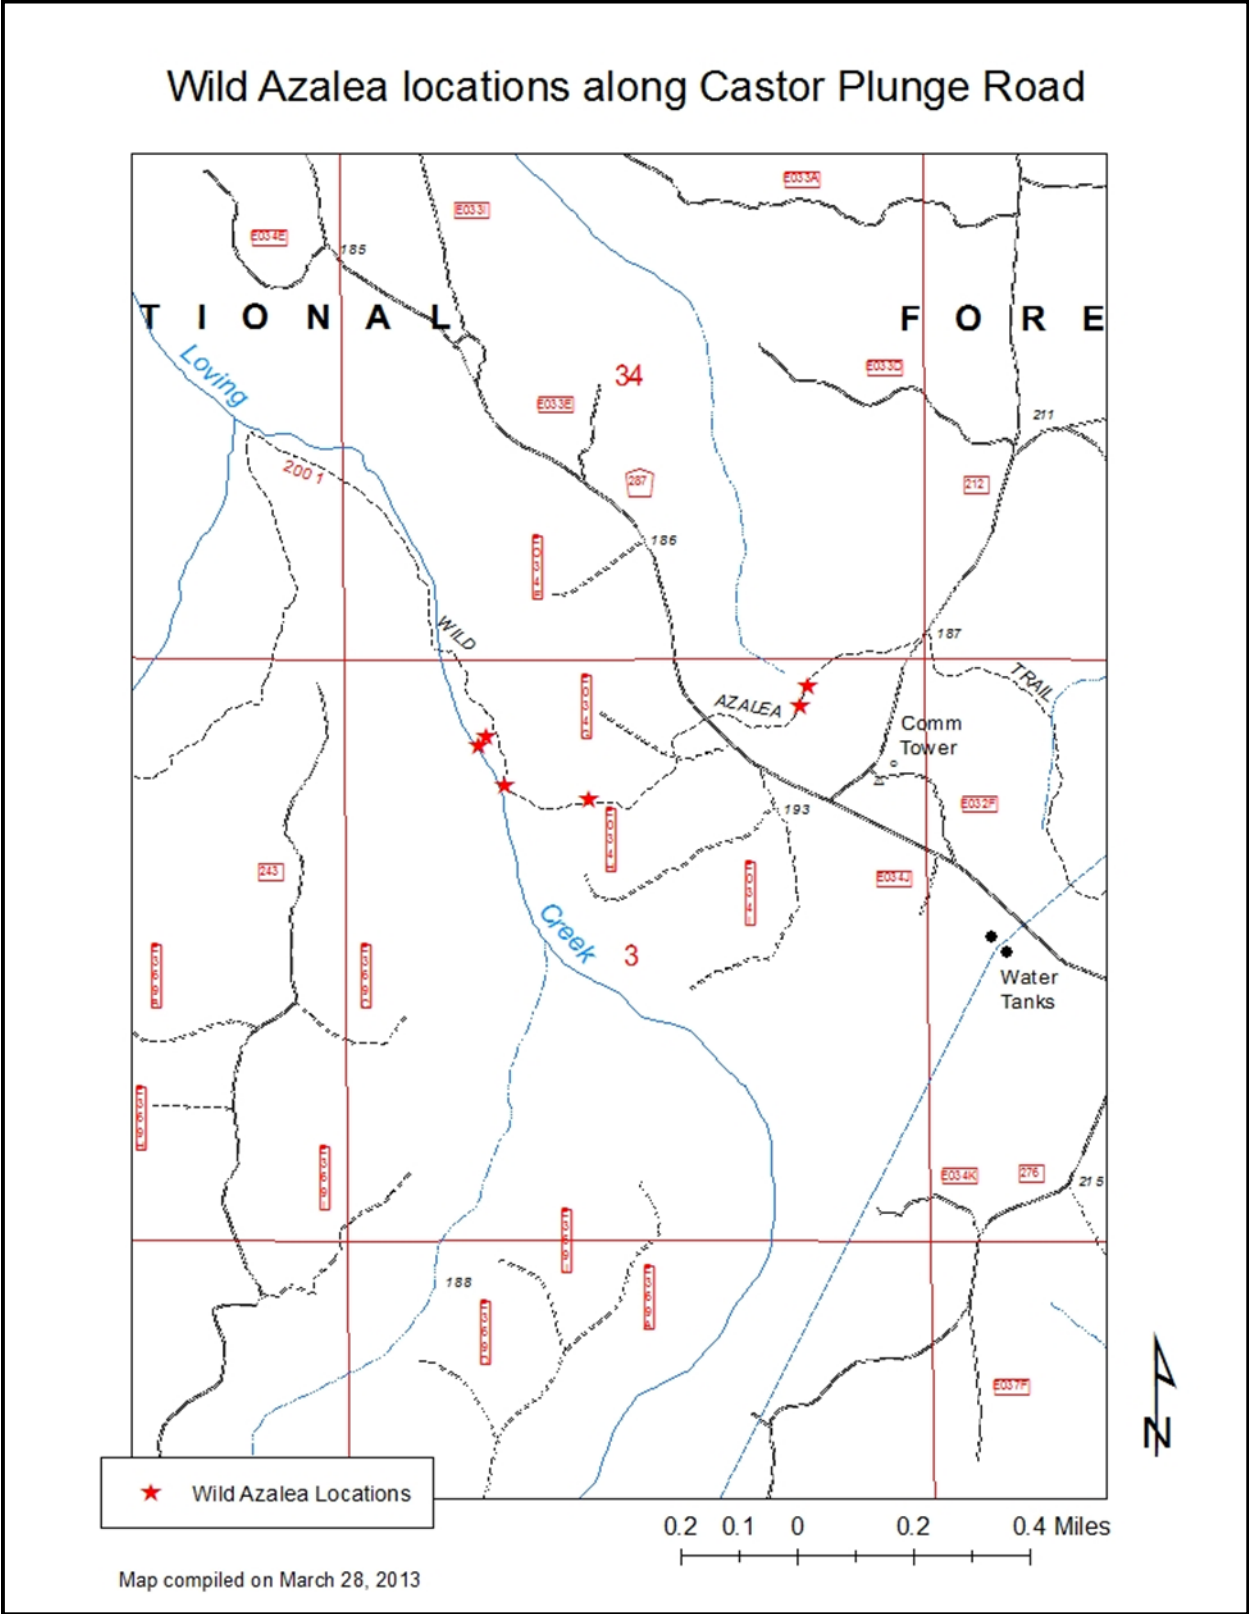 Wild Azalea locations along Castor Plunge Road
E033A
E033I
E034E
185
T I O N A L
F O R E
Loving
34
E033D
E033E
211
2001
287
212
186
WILD
187
TRAIL
AZALEA
Comm
Tower
E032F
193
243
E034J
Creek
3
Water
Tanks
E034K
276
215
188
E037F
N
Wild Azalea Locations
0.2 0.1 0 0.2 0.4 Miles
Map compiled on March 28, 2013